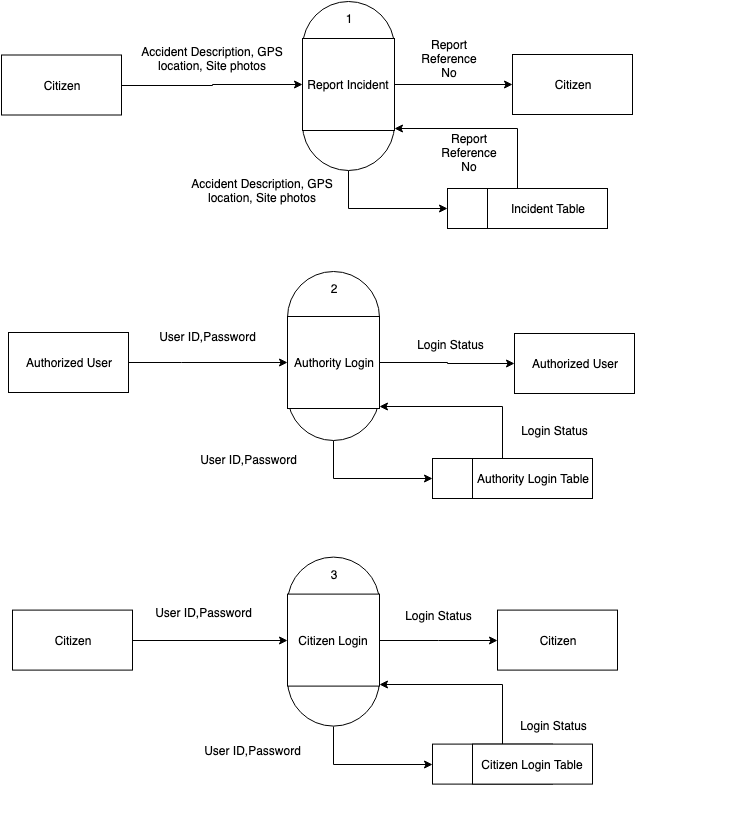 1
Accident Description, GPS
location, Site photos
Report
Reference
No
Citizen
Report Incident
Citizen
Report
Reference
No
Accident Description, GPS
location, Site photos
Incident Table
2
User ID,Password
Login Status
Authorized User
Authority Login
Authorized User
Login Status
User ID,Password
Authority Login Table
3
User ID,Password
Login Status
Citizen
Citizen Login
Citizen
Login Status
User ID,Password
Citizen Login Table